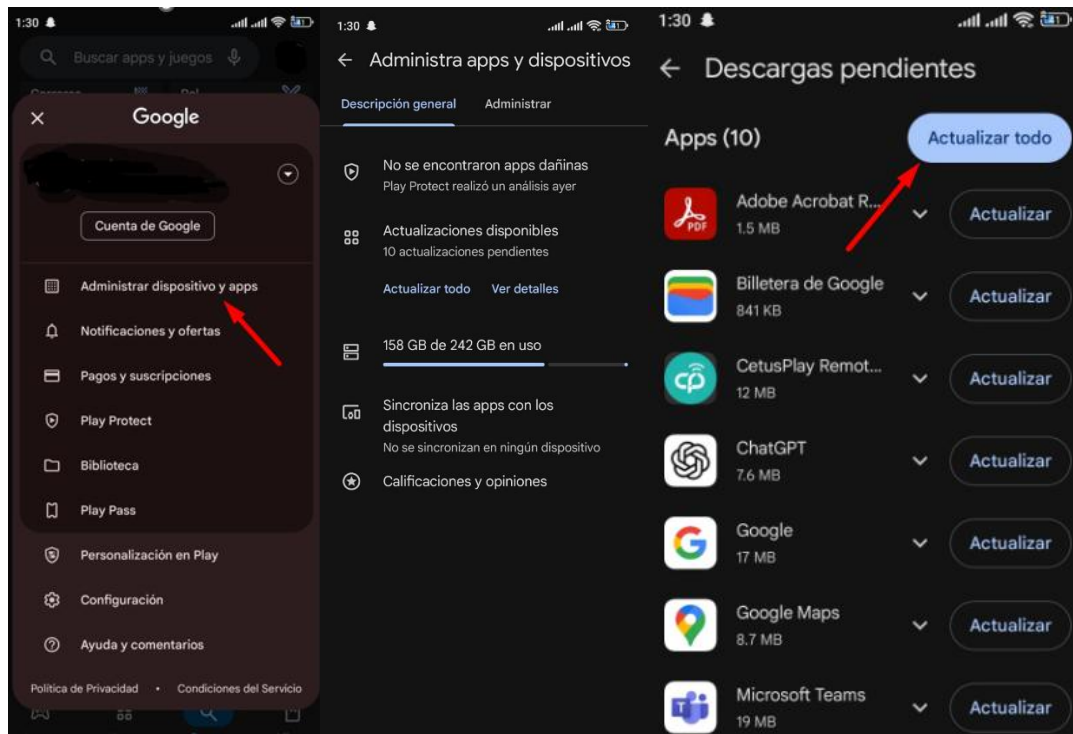 1:30
Buscar apps y juegos
Google
Cuenta de Google
Administrar dispositivo y apps
Notificaciones y ofertas
Pagos y suscripciones
Play Protect
Biblioteca
Play Pass
Personalización en Play
Configuración
Ayuda y comentarios
Política de Privacidad • Condiciones del Servicio
1:30
Administra apps y dispositivos
Descripción general Administrar
No se encontraron apps dañinas
Play Protect realizó un análisis ayer
Actualizaciones disponibles
10 actualizaciones pendientes
Actualizar todo Ver detalles
158 GB de 242 GB en uso
Sincroniza las apps con los
dispositivos
No se sincronizan en ningún dispositivo
Calificaciones y opiniones
1:30
Descargas pendientes
Apps (10) Actualizar todo
PDF
Adobe Acrobat R...
1.5 MB
Actualizar
Billetera de Google
841 KB
Actualizar
CetusPlay Remot...
12 MB
Actualizar
ChatGPT
7.6 MB
Actualizar
Google
17 MB
Actualizar
Google Maps
8.7 MB
Actualizar
Microsoft Teams
19 MB
Actualizar